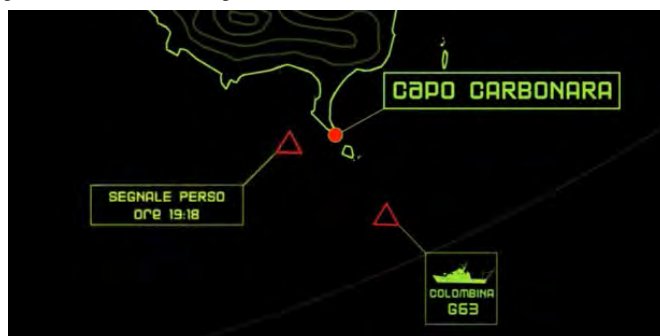 CAPO CARBONARA
SEGNALE PERSO
ORE 19:18
COLOMBINA
G63